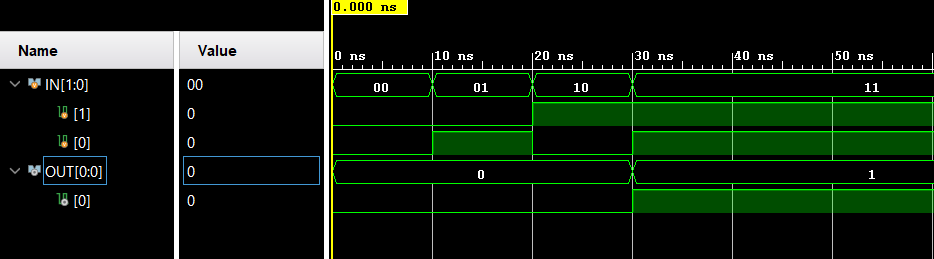 0.000 ns
Name Value
0 ns 10 ns 20 ns 30 ns 40 ns 50 ns
IN[1:0] 00 00 01 10 11
[1] 0
[0] 0
OUT[0:0] 0 0 1
[0] 0